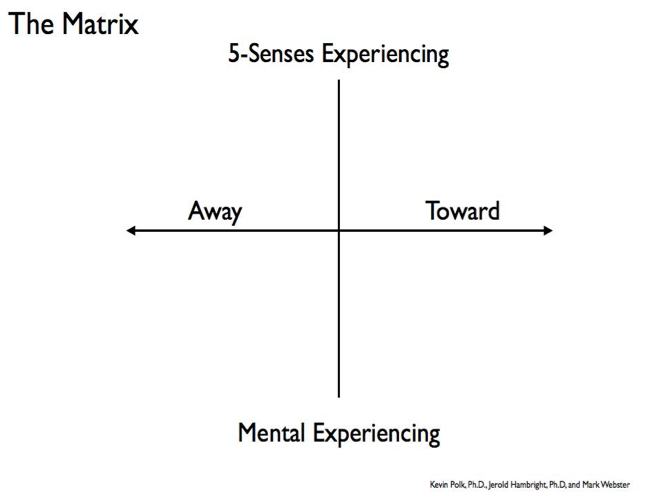 The Matrix
5-Senses Experiencing
Away
Toward
Mental Experiencing
Kevin Polk, Ph.D., Jerold Hambright, Ph.D, and Mark Webster